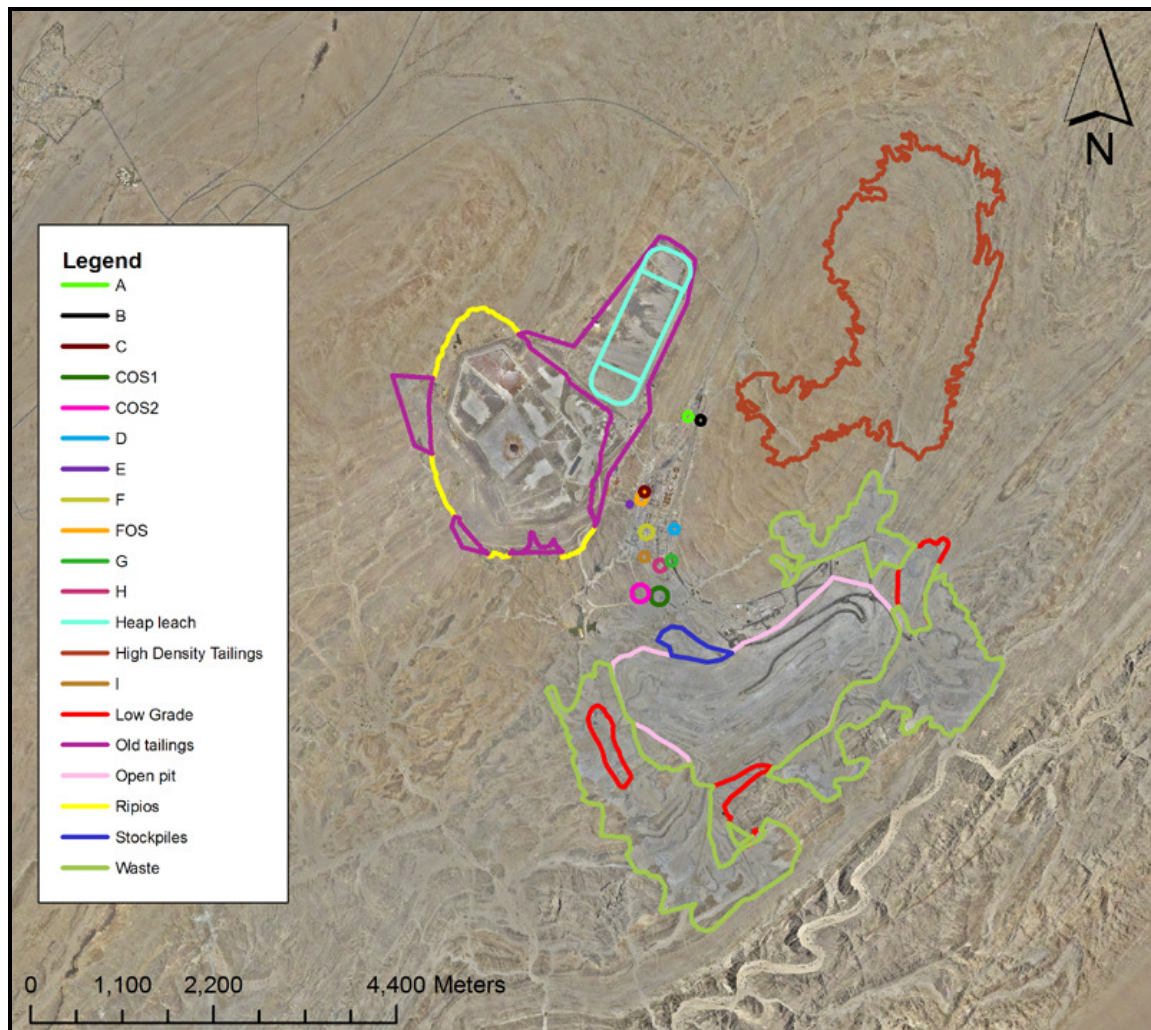 N
Legend
A
B
C
COS1
COS2
D
E
F
FOS
G
H
Heap leach
High Density Tailings
I
Low Grade
Old tailings
Open pit
Ripios
Stockpiles
Waste
0 1,100 2,200 4,400 Meters